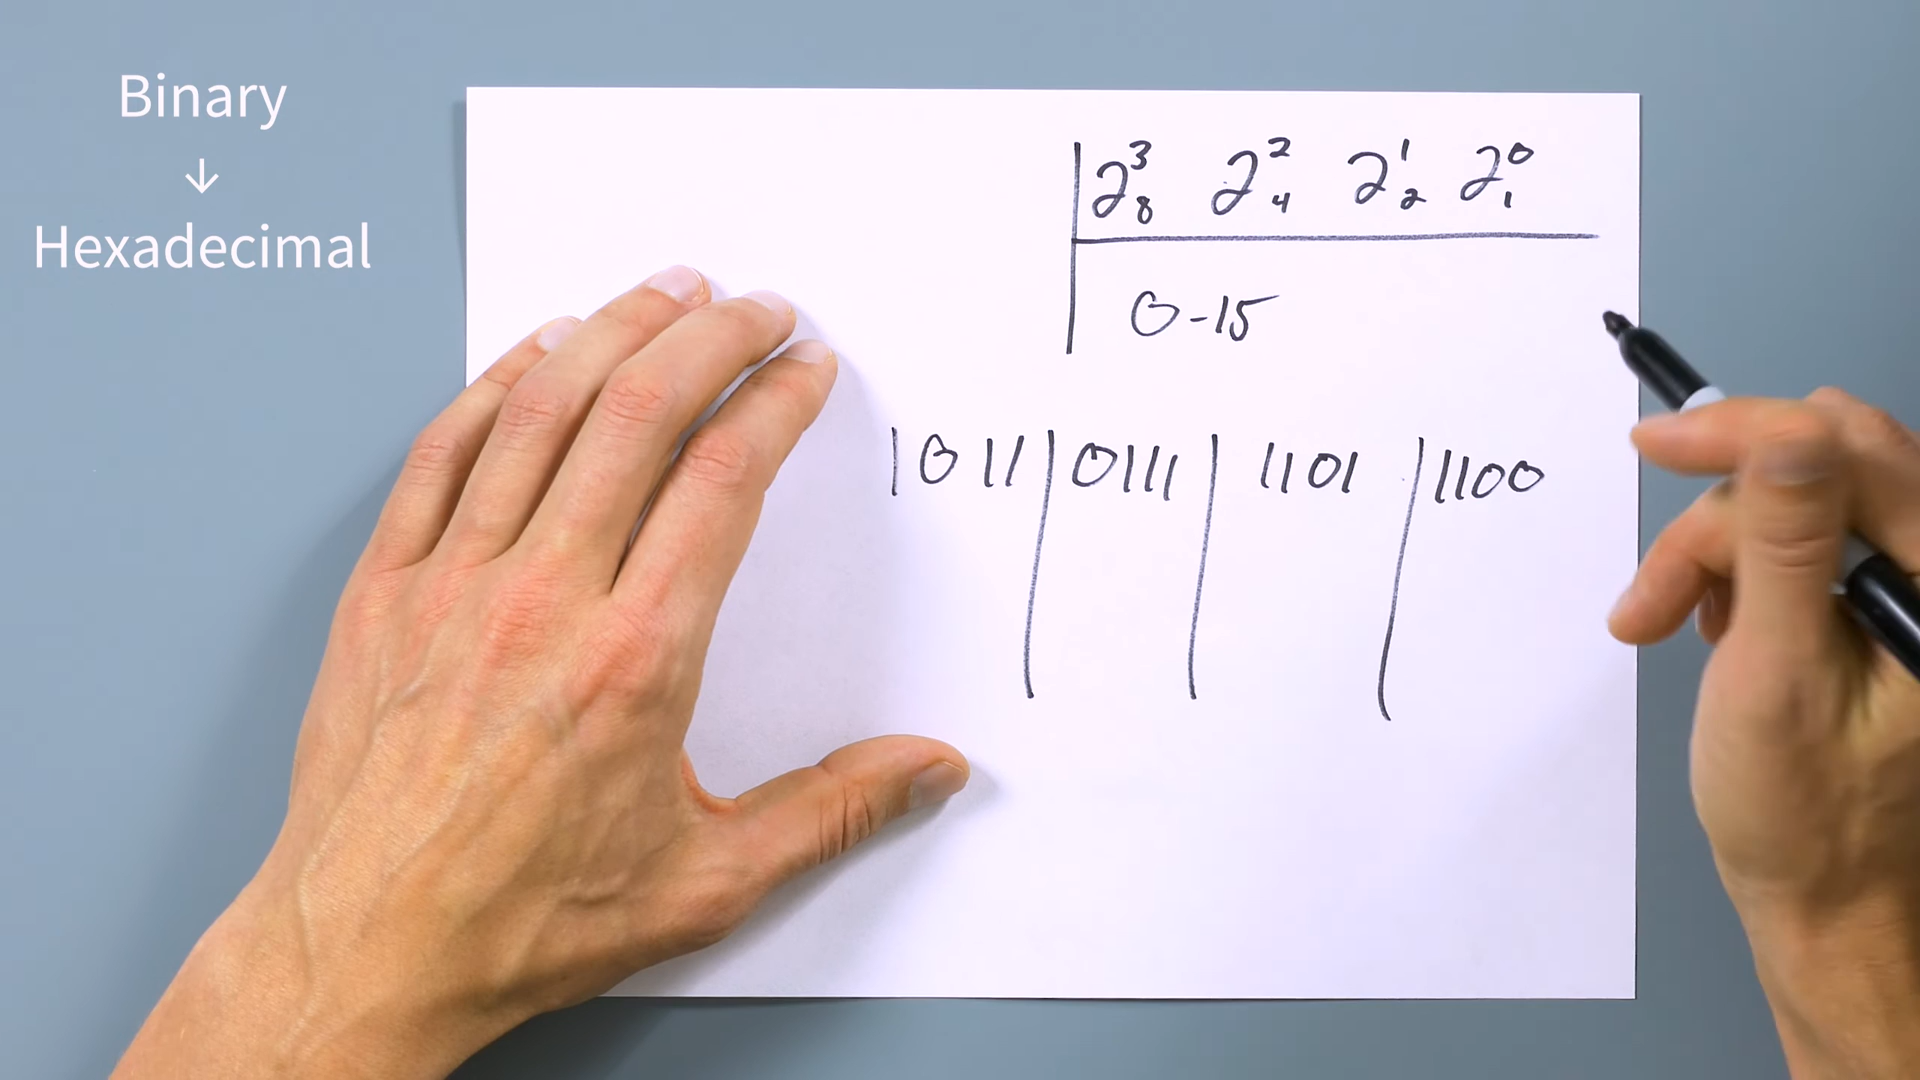 Binary
↓
Hexadecimal
2³ 2² 2¹ 2⁰
8 4 2 1
0-15
1011 | 0111 | 1101 | 1100